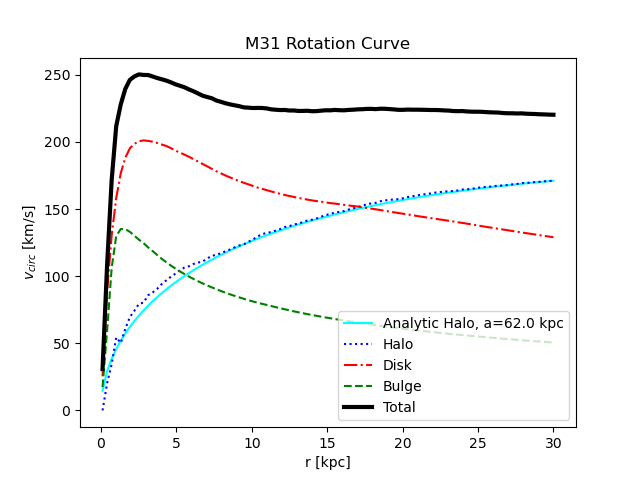 M31 Rotation Curve
250
200
150
100
50
0
v_circ [km/s]
0 5 10 15 20 25 30
r [kpc]
Analytic Halo, a=62.0 kpc
Halo
Disk
Bulge
Total